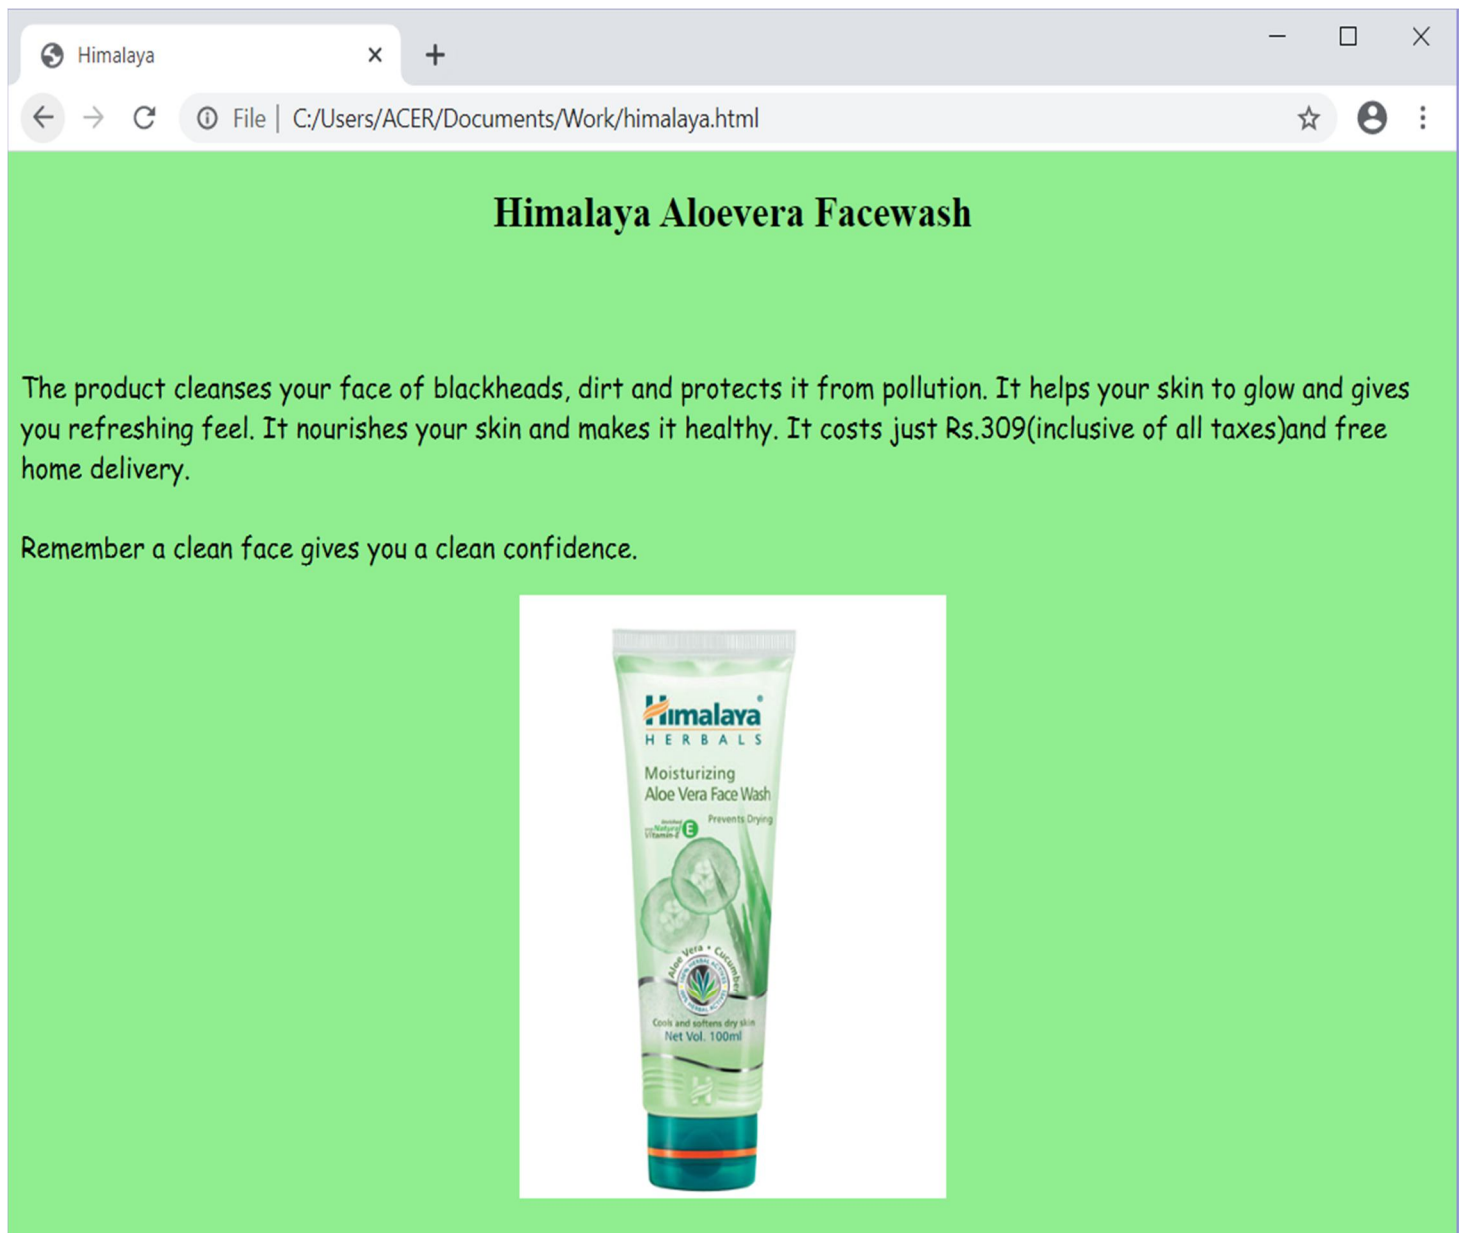 Himalaya
File | C:/Users/ACER/Documents/Work/himalaya.html
Himalaya Aloevera Facewash
The product cleanses your face of blackheads, dirt and protects it from pollution. It helps your skin to glow and gives
you refreshing feel. It nourishes your skin and makes it healthy. It costs just Rs.309(inclusive of all taxes)and free
home delivery.
Remember a clean face gives you a clean confidence.
Himalaya®
HERBALS
Moisturizing
Aloe Vera Face Wash
Prevents Drying
Natural
Vitamin-E
E
Aloe Vera • Cucumber
Cools and softens dry skin
Net Vol. 100ml